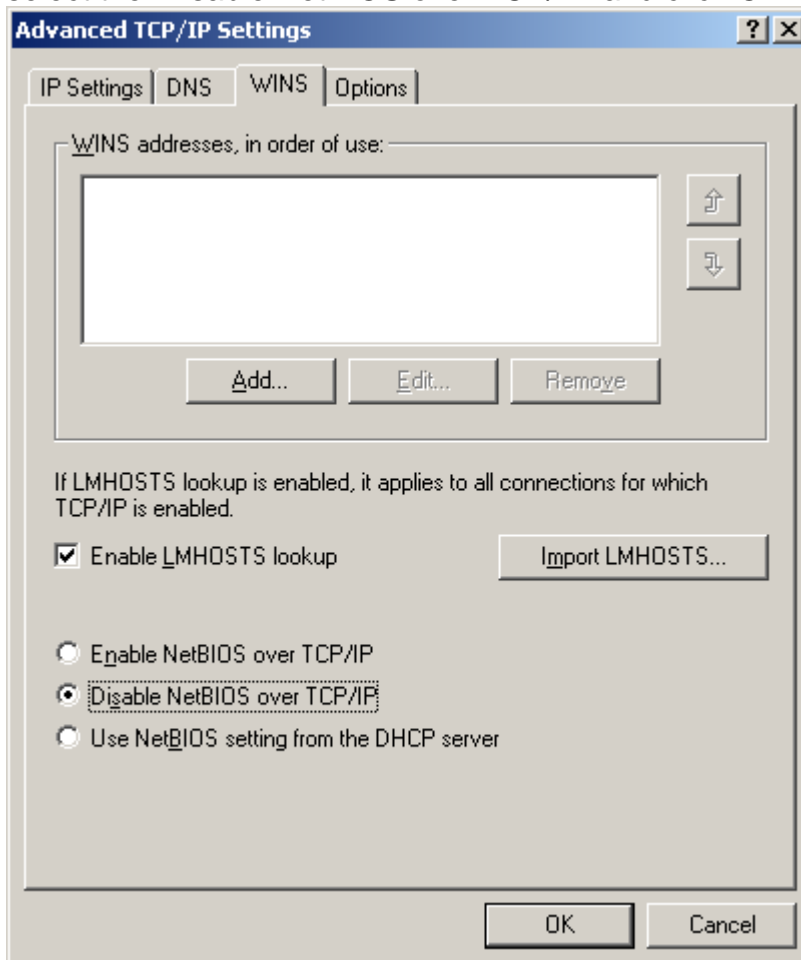 Advanced TCP/IP Settings
IP Settings DNS WINS Options
WINS addresses, in order of use:
Add... Edit... Remove
If LMHOSTS lookup is enabled, it applies to all connections for which
TCP/IP is enabled.
Enable LMHOSTS lookup Import LMHOSTS...
Enable NetBIOS over TCP/IP
Disable NetBIOS over TCP/IP
Use NetBIOS setting from the DHCP server
OK Cancel